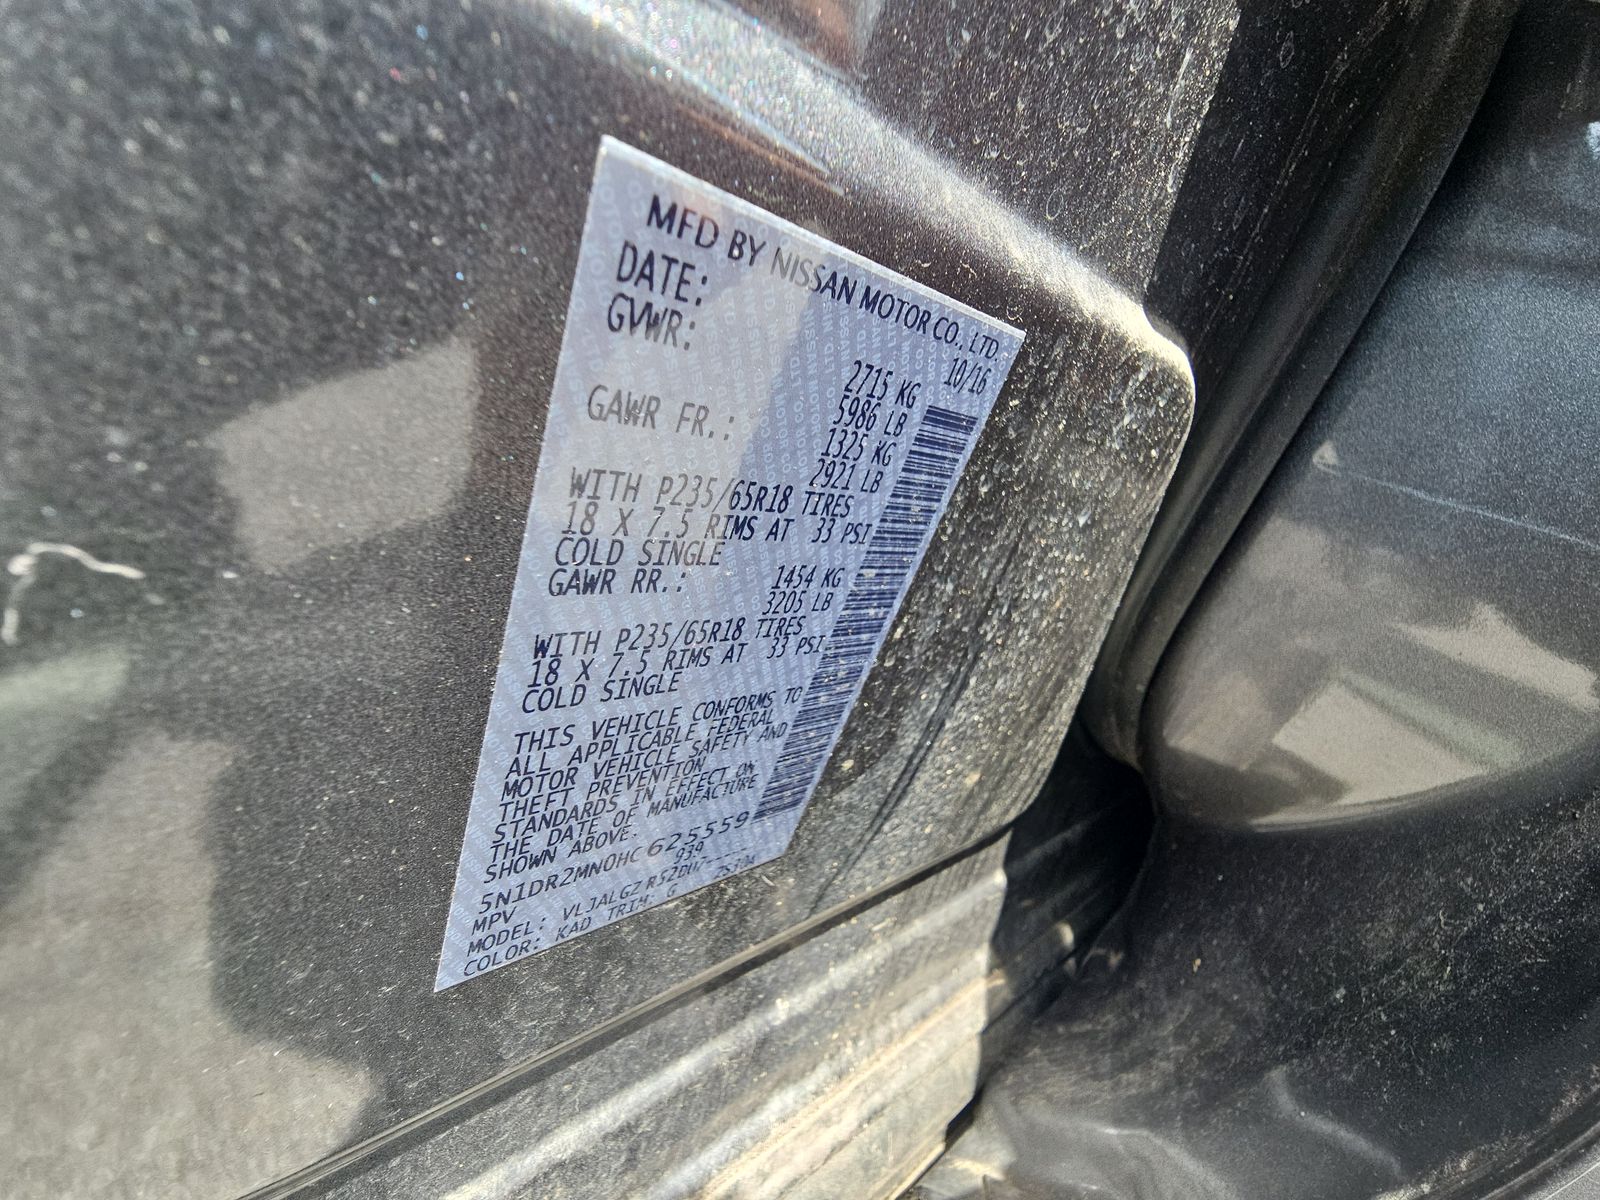 MFD BY NISSAN MOTOR CO., LTD.
DATE: 10/16
GVWR: 2715 KG
5986 LB
GAWR FR.: 1325 KG
2921 LB
WITH P235/65R18 TIRES
18 X 7.5 RIMS AT 33 PSI
COLD SINGLE
GAWR RR.: 1454 KG
3205 LB
WITH P235/65R18 TIRES
18 X 7.5 RIMS AT 33 PSI
COLD SINGLE
THIS VEHICLE CONFORMS TO
ALL APPLICABLE FEDERAL
MOTOR VEHICLE SAFETY AND
THEFT PREVENTION
STANDARDS IN EFFECT ON
THE DATE OF MANUFACTURE
SHOWN ABOVE.
5N1DR2MN0HC625559
MPV 939
MODEL: VLJALGZ R52DU7-----
COLOR: KAD TRIM: G